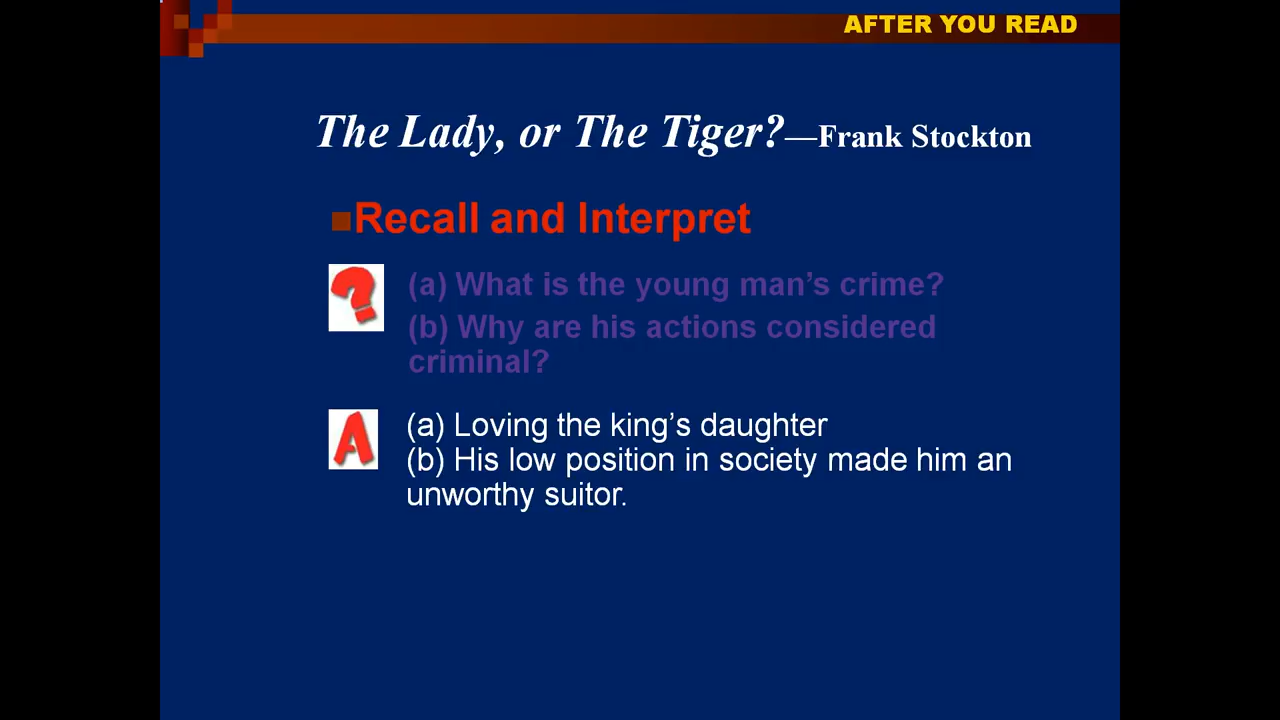 AFTER YOU READ
The Lady, or The Tiger?—Frank Stockton
Recall and Interpret
?
(a) What is the young man's crime?
(b) Why are his actions considered
criminal?
A
(a) Loving the king's daughter
(b) His low position in society made him an
unworthy suitor.